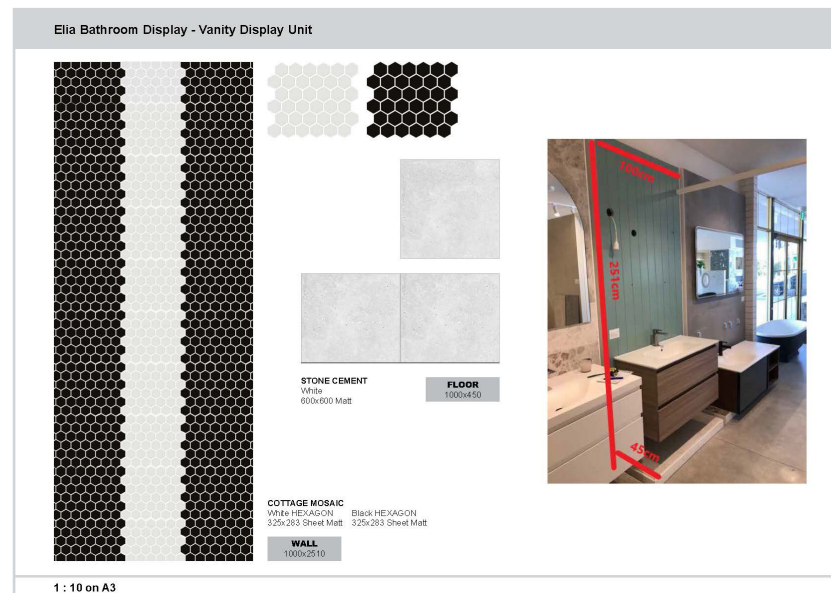 Elia Bathroom Display - Vanity Display Unit
100cm
251cm
45cm
STONE CEMENT
White
600x600 Matt
FLOOR
1000x450
COTTAGE MOSAIC
White HEXAGON
325x283 Sheet Matt
Black HEXAGON
325x283 Sheet Matt
WALL
1000x2510
1 : 10 on A3